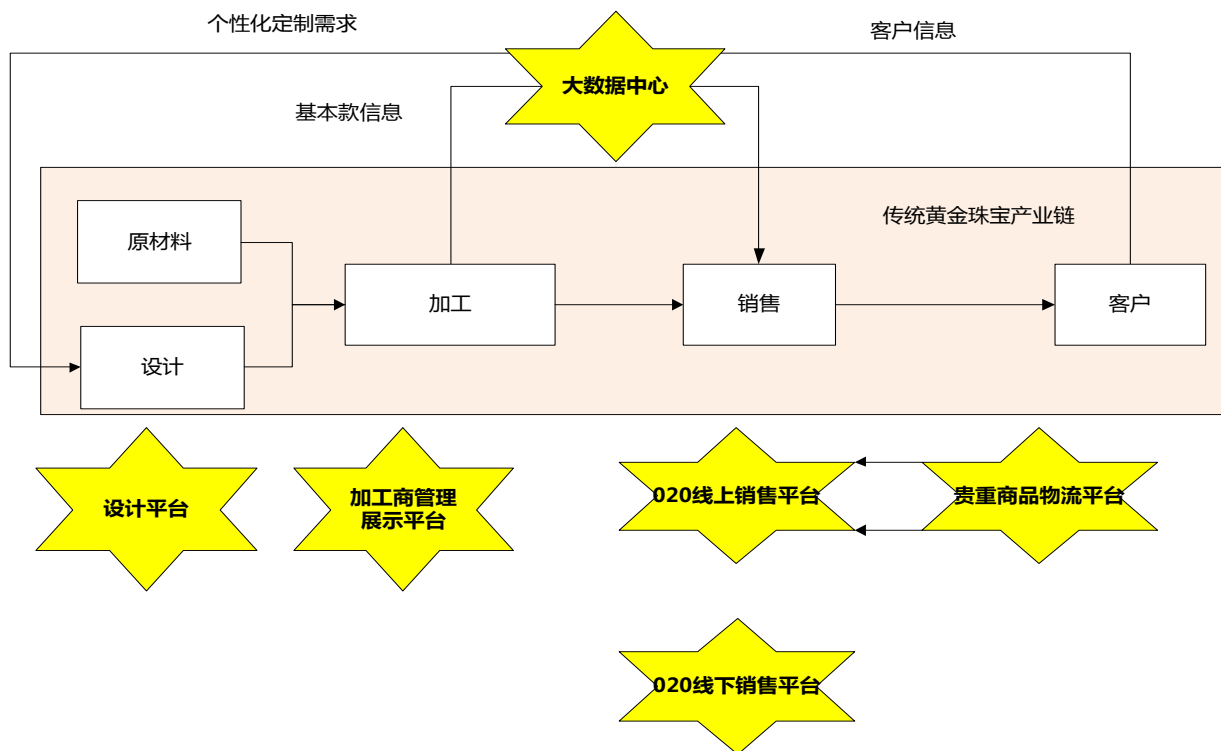 个性化定制需求
客户信息
大数据中心
基本款信息
传统黄金珠宝产业链
原材料
加工
销售
客户
设计
设计平台
加工商管理
展示平台
020线上销售平台
贵重商品物流平台
020线下销售平台